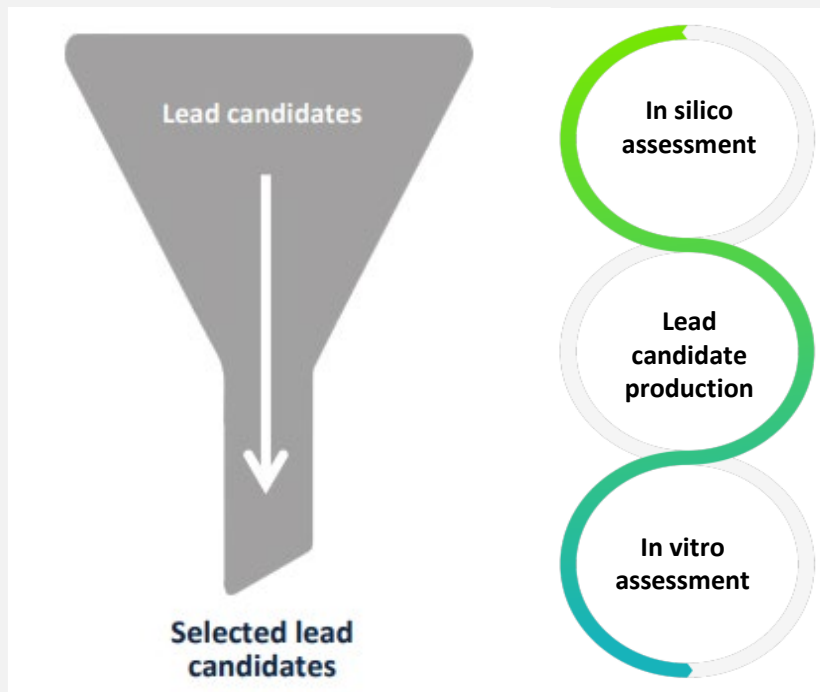 Lead candidates
Selected lead
candidates
In silico
assessment
Lead
candidate
production
In vitro
assessment